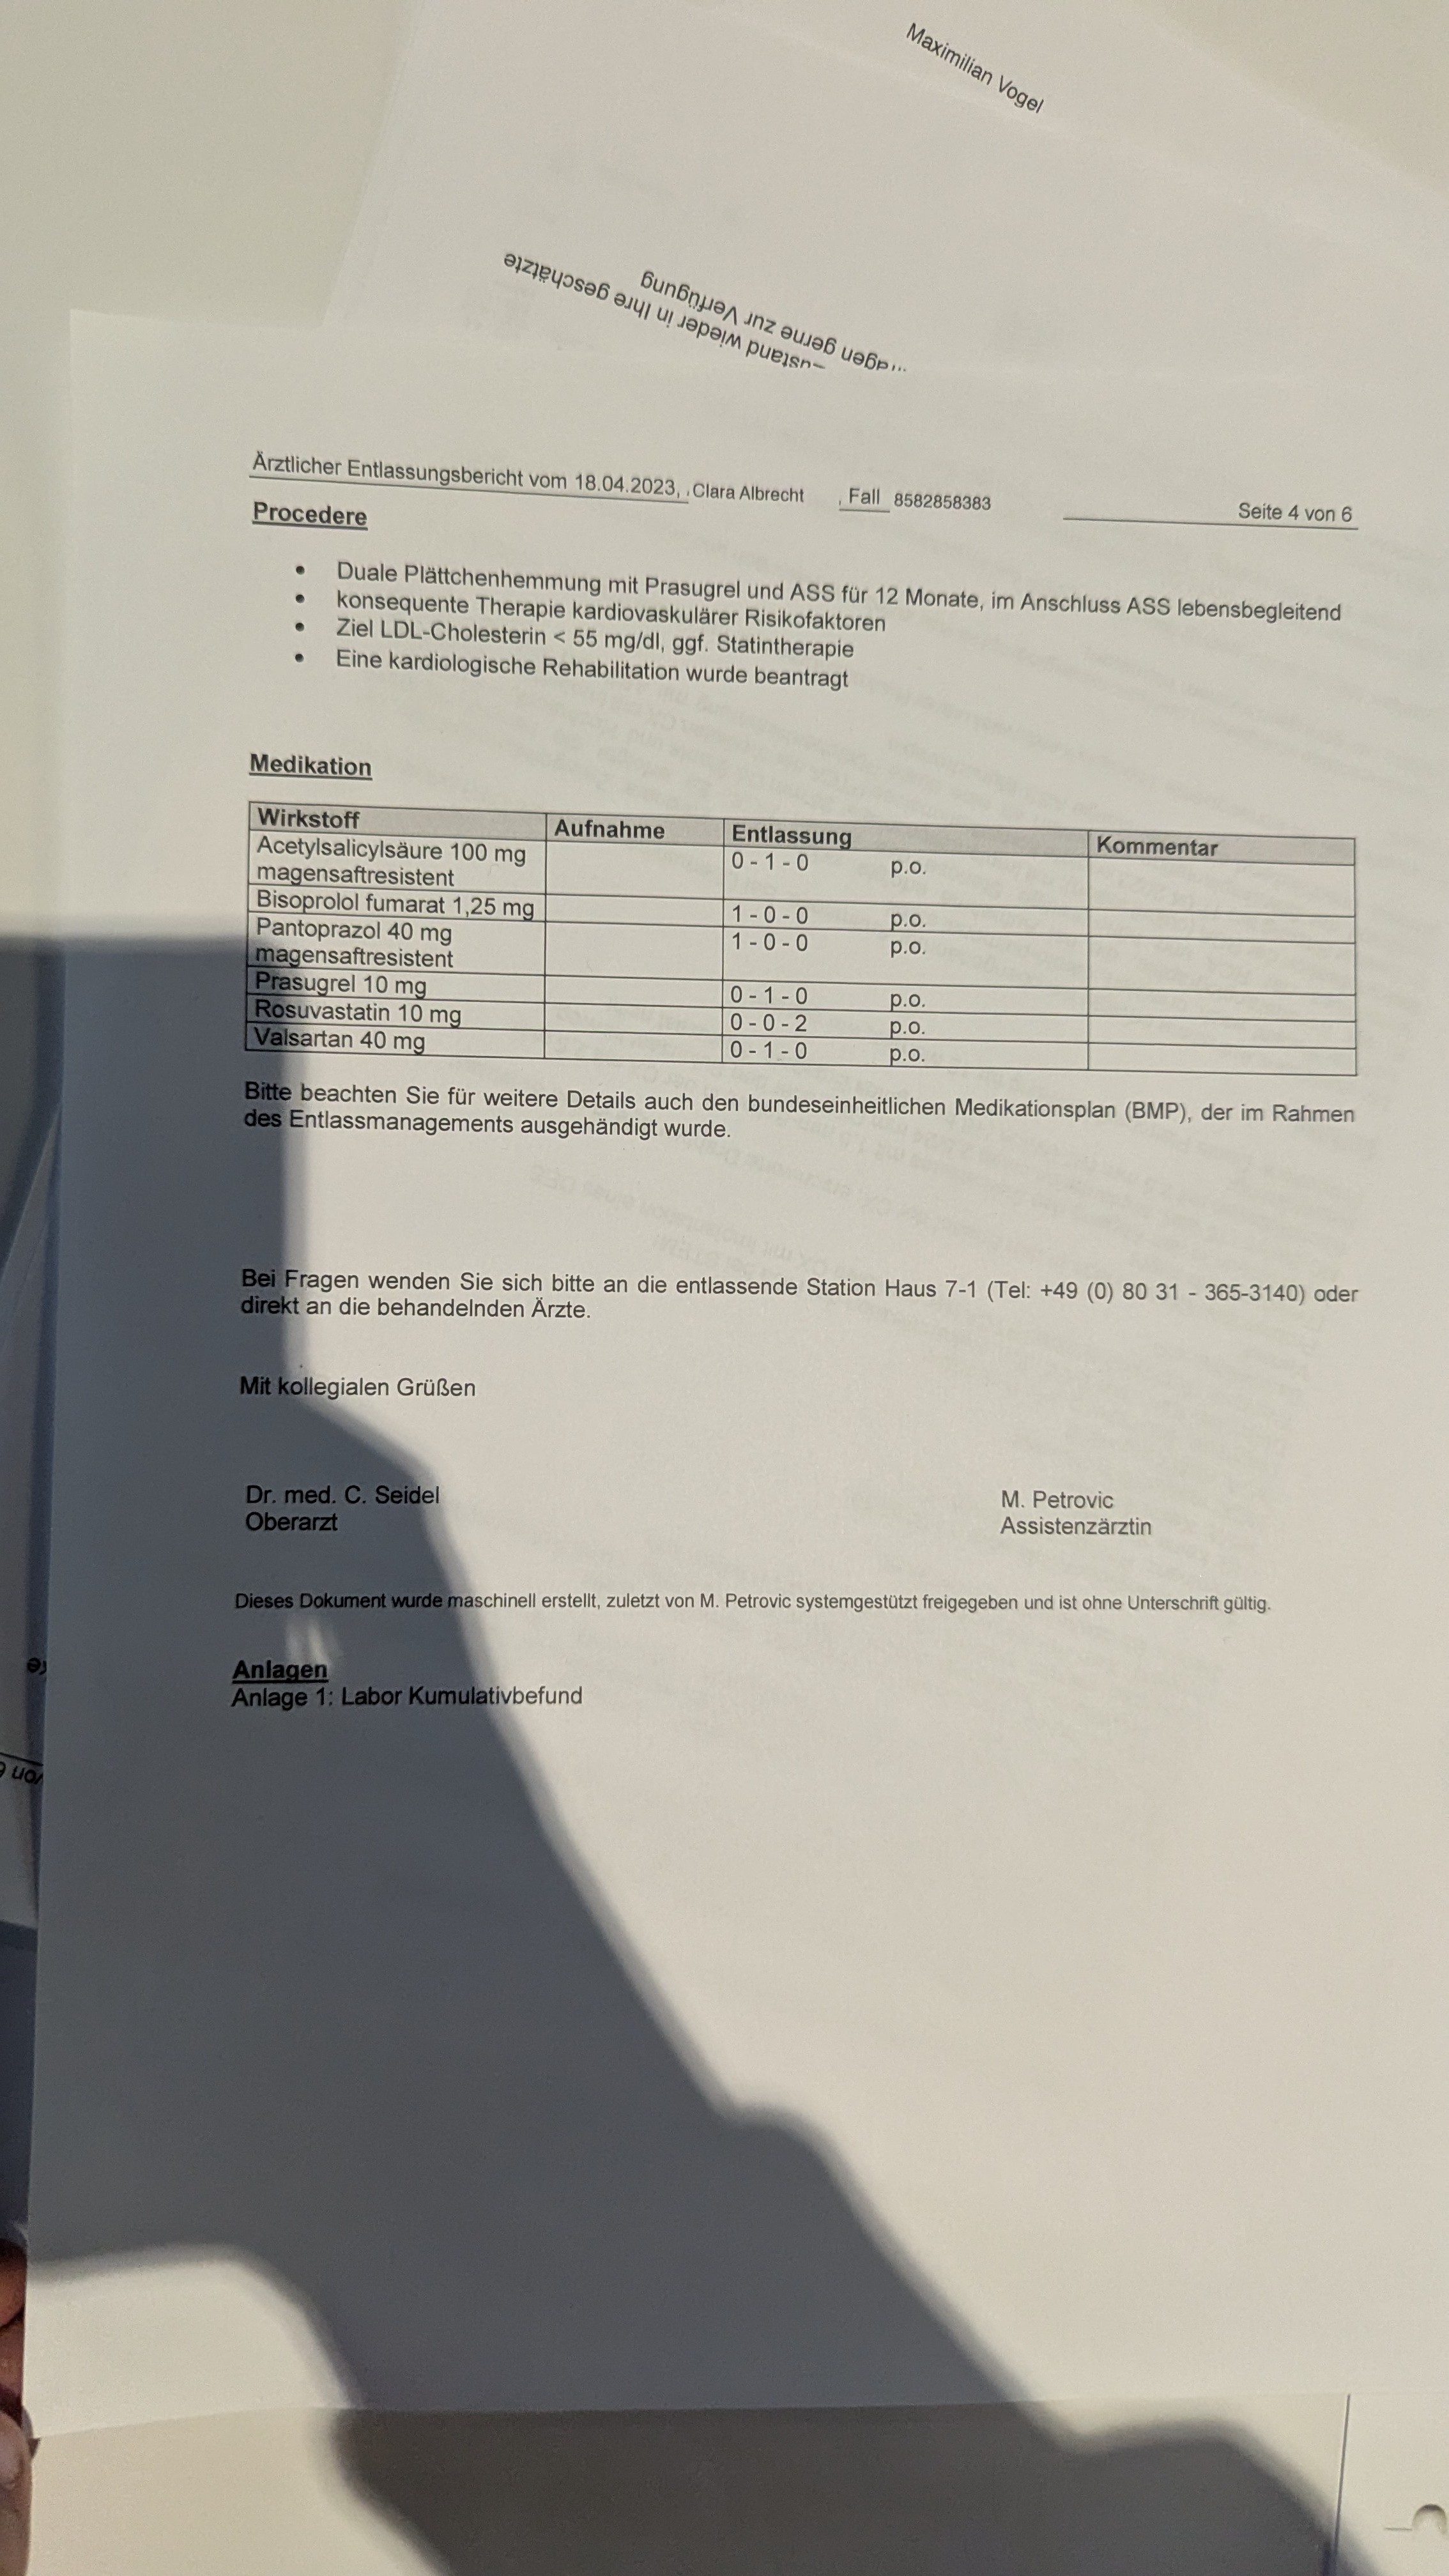 Maximilian Vogel
wieder in Ihre geschätzte
gerne zur Verfügung
Ärztlicher Entlassungsbericht vom 18.04.2023, , Clara Albrecht , Fall 8582858383 Seite 4 von 6
Procedere
• Duale Plättchenhemmung mit Prasugrel und ASS für 12 Monate, im Anschluss ASS lebensbegleitend
• konsequente Therapie kardiovaskulärer Risikofaktoren
• Ziel LDL-Cholesterin < 55 mg/dl, ggf. Statintherapie
• Eine kardiologische Rehabilitation wurde beantragt
Medikation
Wirkstoff Aufnahme Entlassung Kommentar
Acetylsalicylsäure 100 mg 0 - 1 - 0 p.o.
magensaftresistent
Bisoprolol fumarat 1,25 mg 1 - 0 - 0 p.o.
Pantoprazol 40 mg 1 - 0 - 0 p.o.
magensaftresistent
Prasugrel 10 mg 0 - 1 - 0 p.o.
Rosuvastatin 10 mg 0 - 0 - 2 p.o.
Valsartan 40 mg 0 - 1 - 0 p.o.
Bitte beachten Sie für weitere Details auch den bundeseinheitlichen Medikationsplan (BMP), der im Rahmen
des Entlassmanagements ausgehändigt wurde.
Bei Fragen wenden Sie sich bitte an die entlassende Station Haus 7-1 (Tel: +49 (0) 80 31 - 365-3140) oder
direkt an die behandelnden Ärzte.
Mit kollegialen Grüßen
Dr. med. C. Seidel M. Petrovic
Oberarzt Assistenzärztin
Dieses Dokument wurde maschinell erstellt, zuletzt von M. Petrovic systemgestützt freigegeben und ist ohne Unterschrift gültig.
Anlagen
Anlage 1: Labor Kumulativbefund